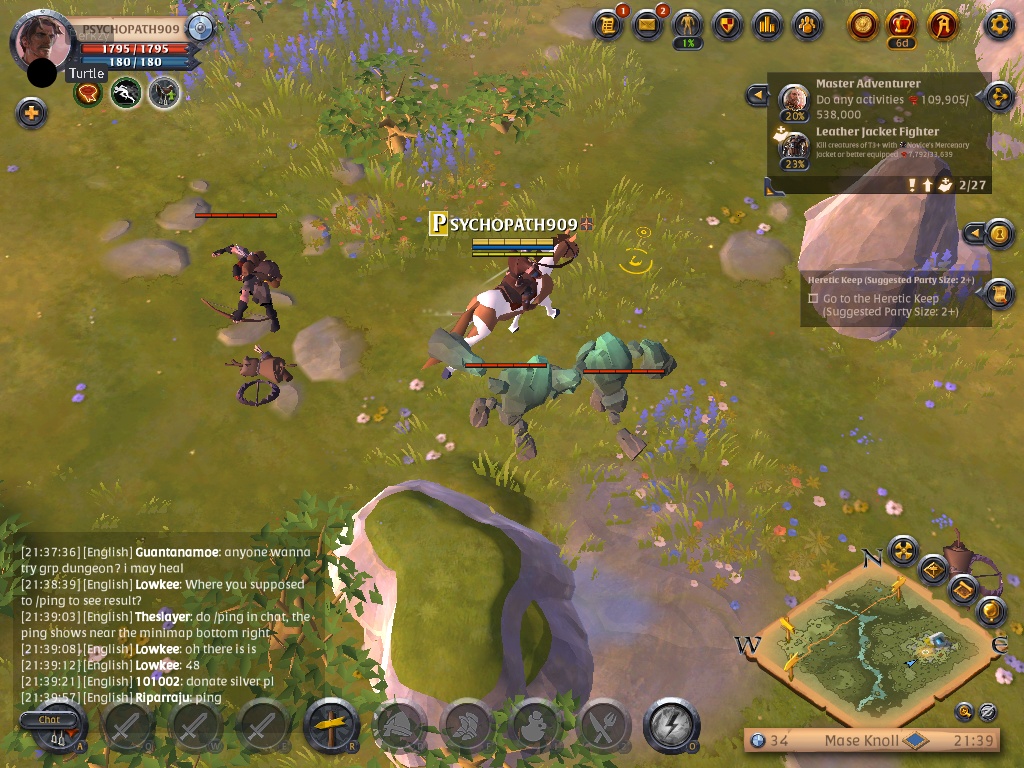 PSYCHOPATH909
1795 / 1795
180 / 180
Turtle
1
2
1%
6d
Master Adventurer
Do any activities 109,905/
538,000
20%
Leather Jacket Fighter
Kill creatures of T3+ with Novice's Mercenary
Jacket or better equipped 7,793/33,639
23%
2/27
PSYCHOPATH909
Heretic Keep (Suggested Party Size: 2+)
Go to the Heretic Keep
(Suggested Party Size: 2+)
[21:37:36] [English] Guantanamoe: anyone wanna
try grp dungeon? i may heal
[21:38:39] [English] Lowkee: Where you supposed
to /ping to see result?
[21:39:03] [English] Theslayer: do /ping in chat, the
ping shows near the minimap bottom right
[21:39:08] [English] Lowkee: oh there is is
[21:39:12] [English] Lowkee: 48
[21:39:21] [English] 101002: donate silver pl
[21:39:57] [English] Riparraju: ping
Chat
A
Q
W
E
R
O
N
W
E
34
Mase Knoll
21:39